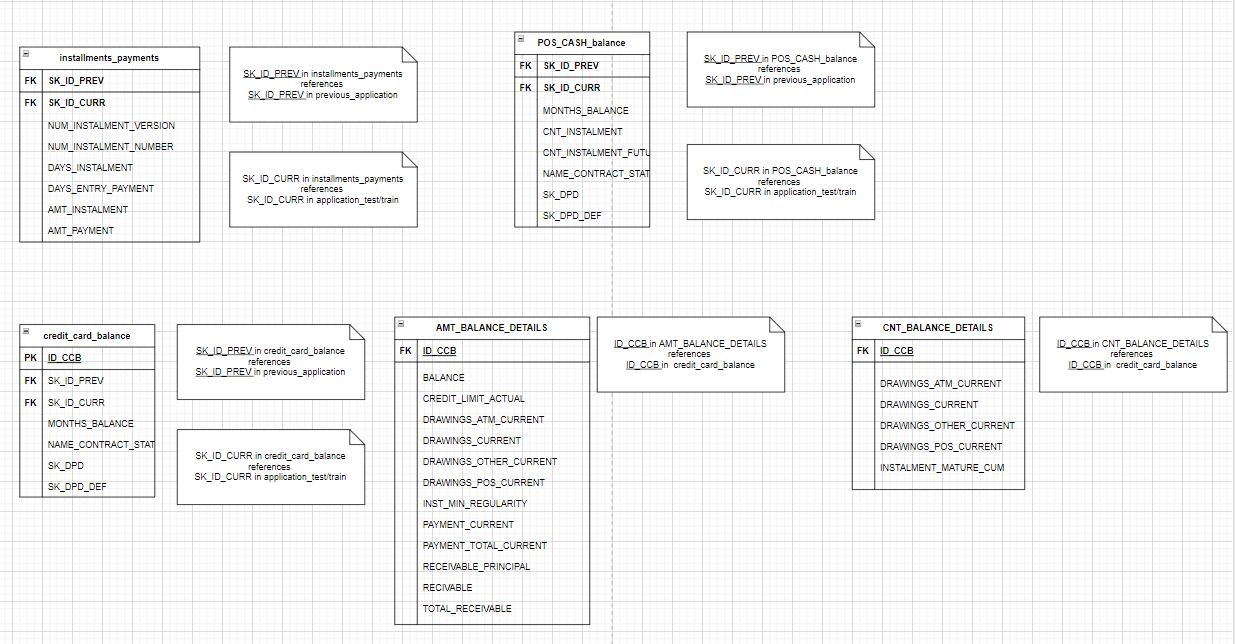 installments_payments
FK SK_ID_PREV
FK SK_ID_CURR
NUM_INSTALMENT_VERSION
NUM_INSTALMENT_NUMBER
DAYS_INSTALMENT
DAYS_ENTRY_PAYMENT
AMT_INSTALMENT
AMT_PAYMENT
SK_ID_PREV in installments_payments
references
SK_ID_PREV in previous_application
SK_ID_CURR in installments_payments
references
SK_ID_CURR in application_test/train
POS_CASH_balance
FK SK_ID_PREV
FK SK_ID_CURR
MONTHS_BALANCE
CNT_INSTALMENT
CNT_INSTALMENT_FUTU
NAME_CONTRACT_STAT
SK_DPD
SK_DPD_DEF
SK_ID_PREV in POS_CASH_balance
references
SK_ID_PREV in previous_application
SK_ID_CURR in POS_CASH_balance
references
SK_ID_CURR in application_test/train
credit_card_balance
PK ID_CCB
FK SK_ID_PREV
FK SK_ID_CURR
MONTHS_BALANCE
NAME_CONTRACT_STAT
SK_DPD
SK_DPD_DEF
SK_ID_PREV in credit_card_balance
references
SK_ID_PREV in previous_application
SK_ID_CURR in credit_card_balance
references
SK_ID_CURR in application_test/train
AMT_BALANCE_DETAILS
FK ID_CCB
BALANCE
CREDIT_LIMIT_ACTUAL
DRAWINGS_ATM_CURRENT
DRAWINGS_CURRENT
DRAWINGS_OTHER_CURRENT
DRAWINGS_POS_CURRENT
INST_MIN_REGULARITY
PAYMENT_CURRENT
PAYMENT_TOTAL_CURRENT
RECEIVABLE_PRINCIPAL
RECIVABLE
TOTAL_RECEIVABLE
ID_CCB in AMT_BALANCE_DETAILS
references
ID_CCB in credit_card_balance
CNT_BALANCE_DETAILS
FK ID_CCB
DRAWINGS_ATM_CURRENT
DRAWINGS_CURRENT
DRAWINGS_OTHER_CURRENT
DRAWINGS_POS_CURRENT
INSTALMENT_MATURE_CUM
ID_CCB in CNT_BALANCE_DETAILS
references
ID_CCB in credit_card_balance